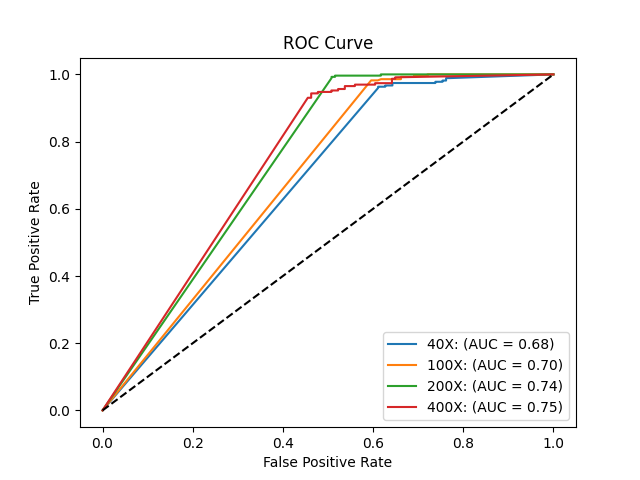 ROC Curve
True Positive Rate
1.0
0.8
0.6
0.4
0.2
0.0
40X: (AUC = 0.68)
100X: (AUC = 0.70)
200X: (AUC = 0.74)
400X: (AUC = 0.75)
0.0 0.2 0.4 0.6 0.8 1.0
False Positive Rate